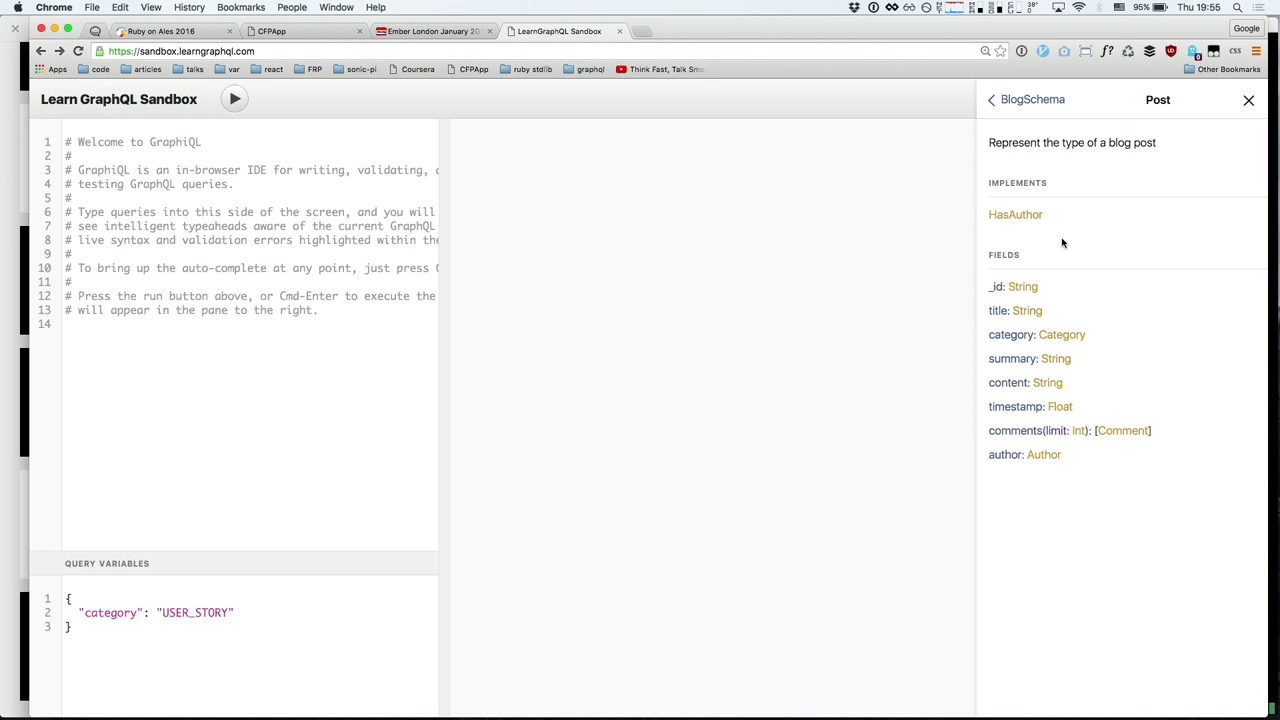 Chrome File Edit View History Bookmarks People Window Help 38° 95% Thu 19:55
Ruby on Ales 2016 CFPApp Ember London January 20 LearnGraphQL Sandbox Google
https://sandbox.learngraphql.com
Apps code articles talks var react FRP sonic-pi Coursera CFPApp ruby stdlib graphql Think Fast, Talk Sma Other Bookmarks
Learn GraphQL Sandbox
BlogSchema Post
1 # Welcome to GraphiQL
2 #
3 # GraphiQL is an in-browser IDE for writing, validating,
4 # testing GraphQL queries.
5 #
6 # Type queries into this side of the screen, and you will
7 # see intelligent typeaheads aware of the current GraphQL
8 # live syntax and validation errors highlighted within the
9 #
10 # To bring up the auto-complete at any point, just press
11 #
12 # Press the run button above, or Cmd-Enter to execute the
13 # will appear in the pane to the right.
14
QUERY VARIABLES
1 {
2 "category": "USER_STORY"
3 }
Represent the type of a blog post
IMPLEMENTS
HasAuthor
FIELDS
_id: String
title: String
category: Category
summary: String
content: String
timestamp: Float
comments(limit: Int): [Comment]
author: Author